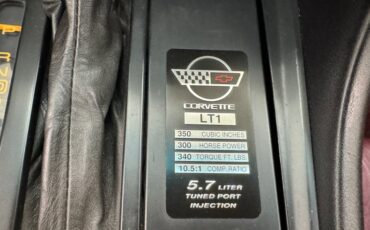 CORVETTE
LT1
350 CUBIC INCHES
300 HORSE POWER
340 TORQUE FT. LBS
10.5:1 COMP. RATIO
5.7 LITER
TUNED PORT
INJECTION